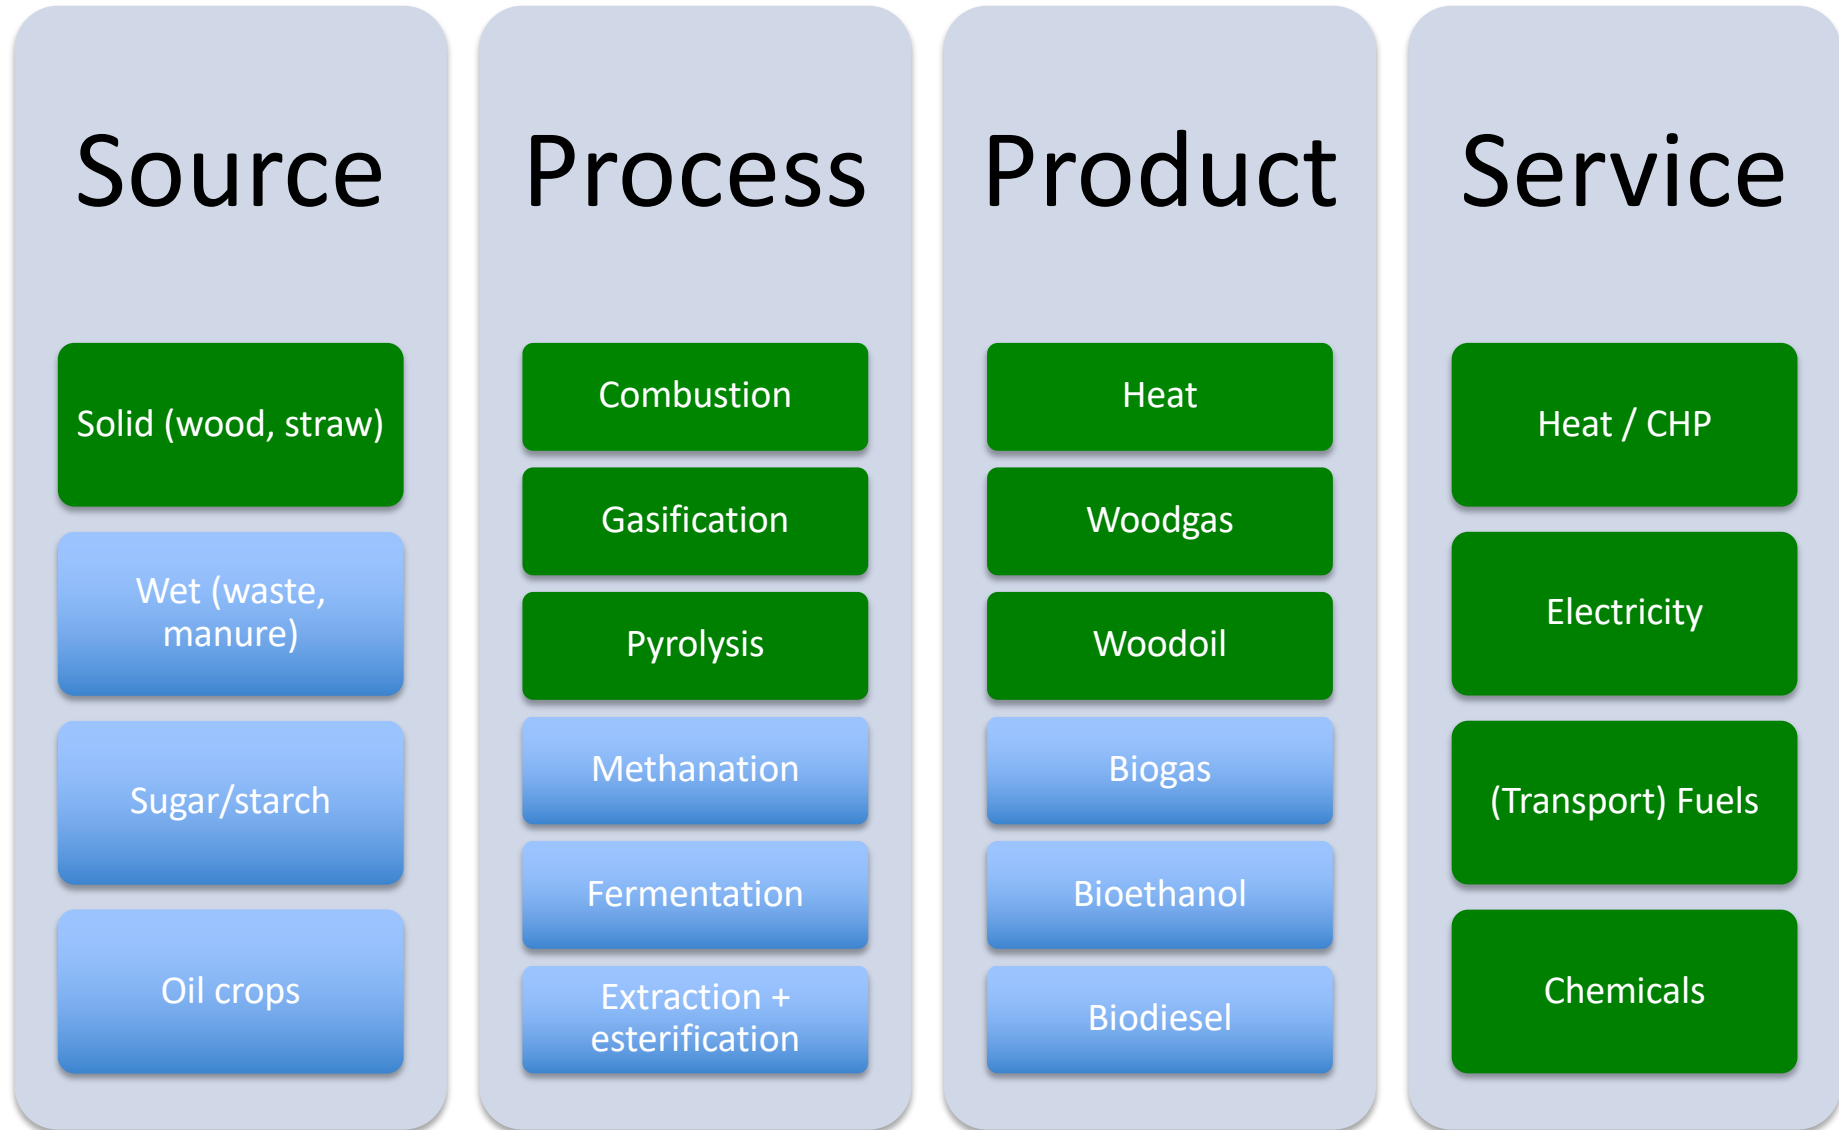 Source
Solid (wood, straw)
Wet (waste,
manure)
Sugar/starch
Oil crops
Process
Combustion
Gasification
Pyrolysis
Methanation
Fermentation
Extraction +
esterification
Product
Heat
Woodgas
Woodoil
Biogas
Bioethanol
Biodiesel
Service
Heat / CHP
Electricity
(Transport) Fuels
Chemicals